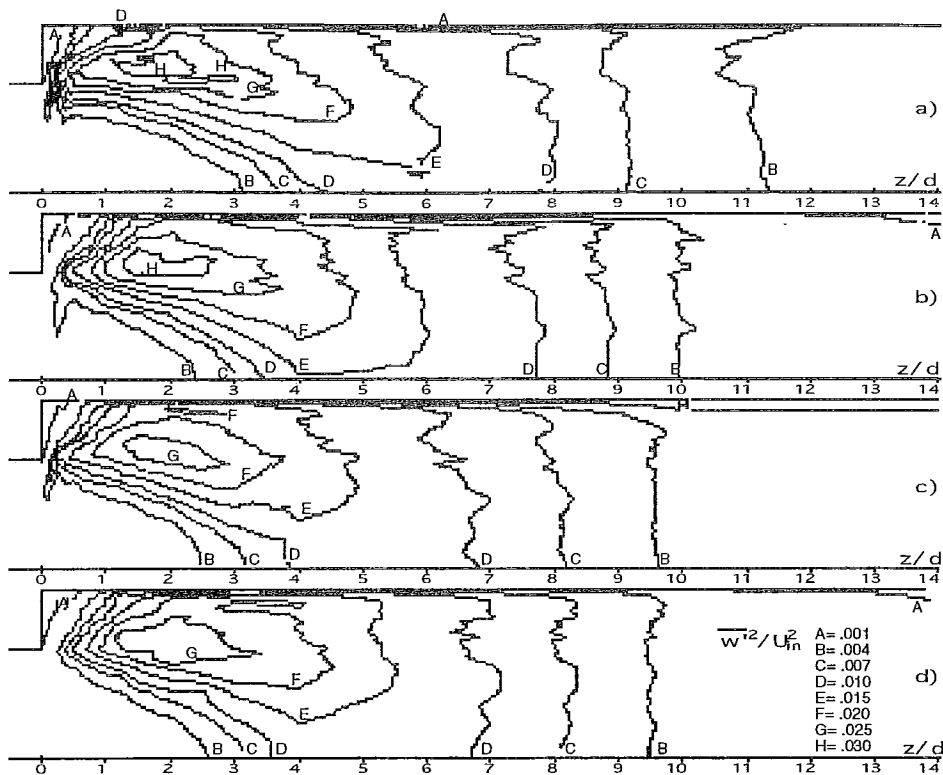 D A
A
H H
G
F
a)
E
D
B C D C B
z/d
0 1 2 3 4 5 6 7 8 9 10 11 12 13 14
A A
H
G
b)
F
B C D E D C B
z/d
0 1 2 3 4 5 6 7 8 9 10 11 12 13 14
A H
F
G
F
c)
E
B C D D C B
z/d
0 1 2 3 4 5 6 7 8 9 10 11 12 13 14
A A
w'²/U²in
A= .001
B= .004
G
C= .007
d)
F
D= .010
E= .015
E
F= .020
G= .025
B C D D C B
H= .030
z/d
0 1 2 3 4 5 6 7 8 9 10 11 12 13 14